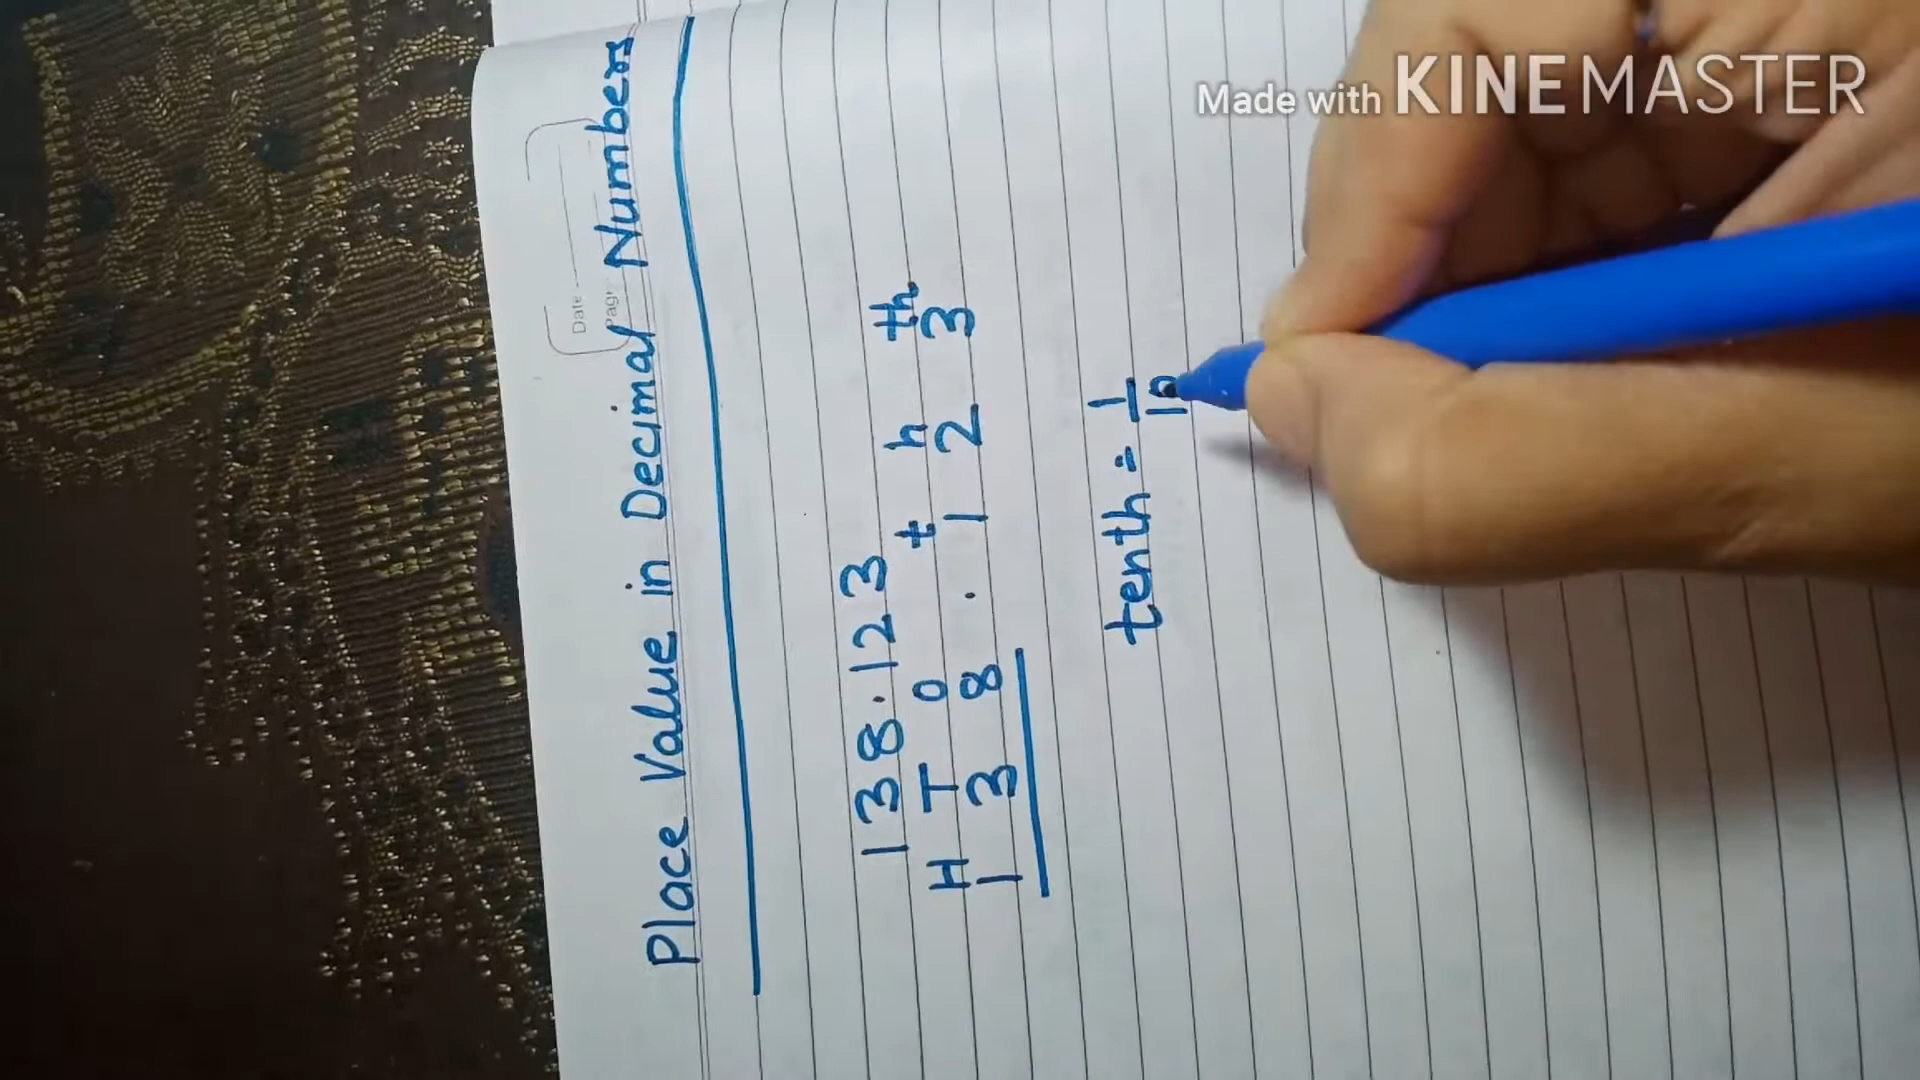 Made with KINEMASTER
Date
Page
Place Value in Decimal Numbers
138.123
H T O t h th
1 3 8 . 1 2 3
tenth = 1/10